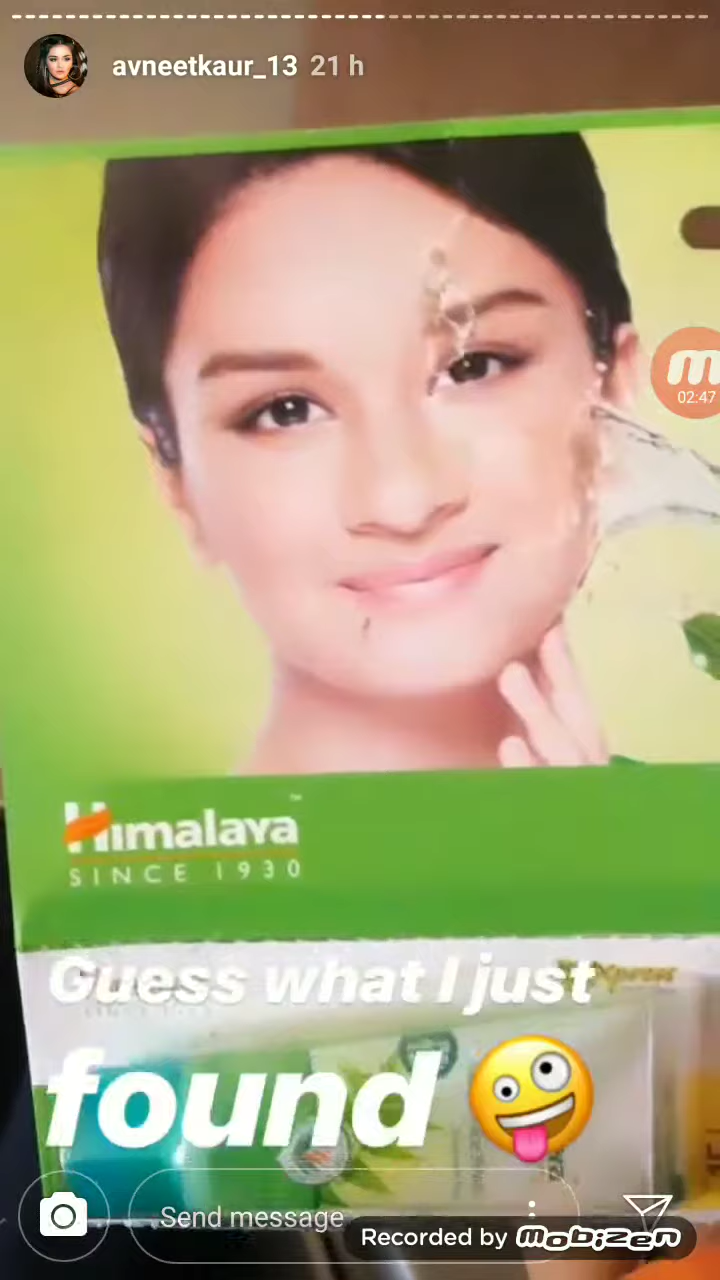 avneetkaur_13 21 h
m
02:47
Himalaya
SINCE 1930
Guess what I just
found 🤪
Send message
Recorded by Mobizen